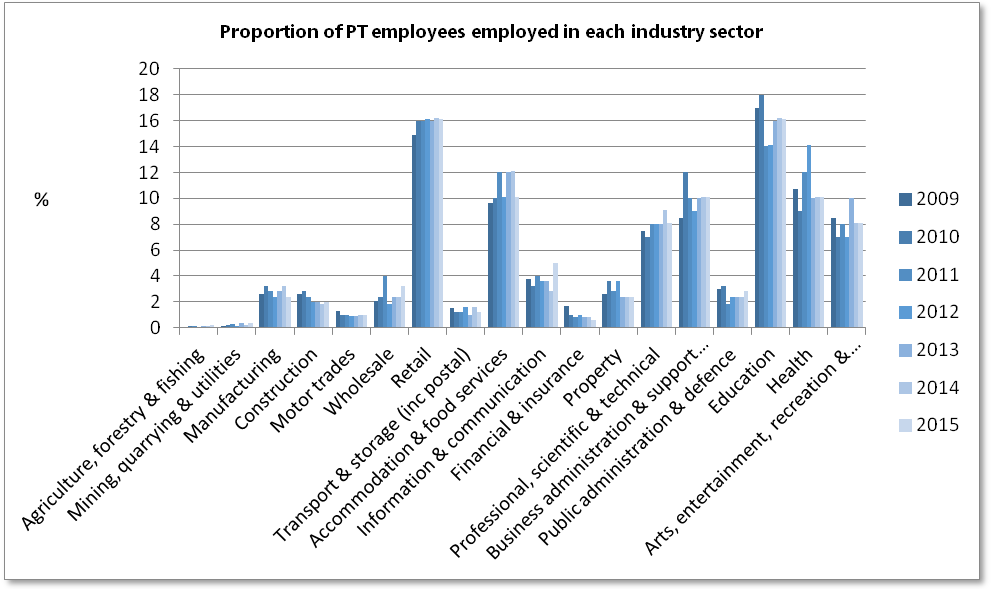 Proportion of PT employees employed in each industry sector
20
18
16
14
12
10
8
6
4
2
0
%
Agriculture, forestry & fishing
Mining, quarrying & utilities
Manufacturing
Construction
Motor trades
Wholesale
Retail
Transport & storage (inc postal)
Accommodation & food services
Information & communication
Financial & insurance
Property
Professional, scientific & technical
Business administration & support...
Public administration & defence
Education
Health
Arts, entertainment, recreation &...
2009
2010
2011
2012
2013
2014
2015